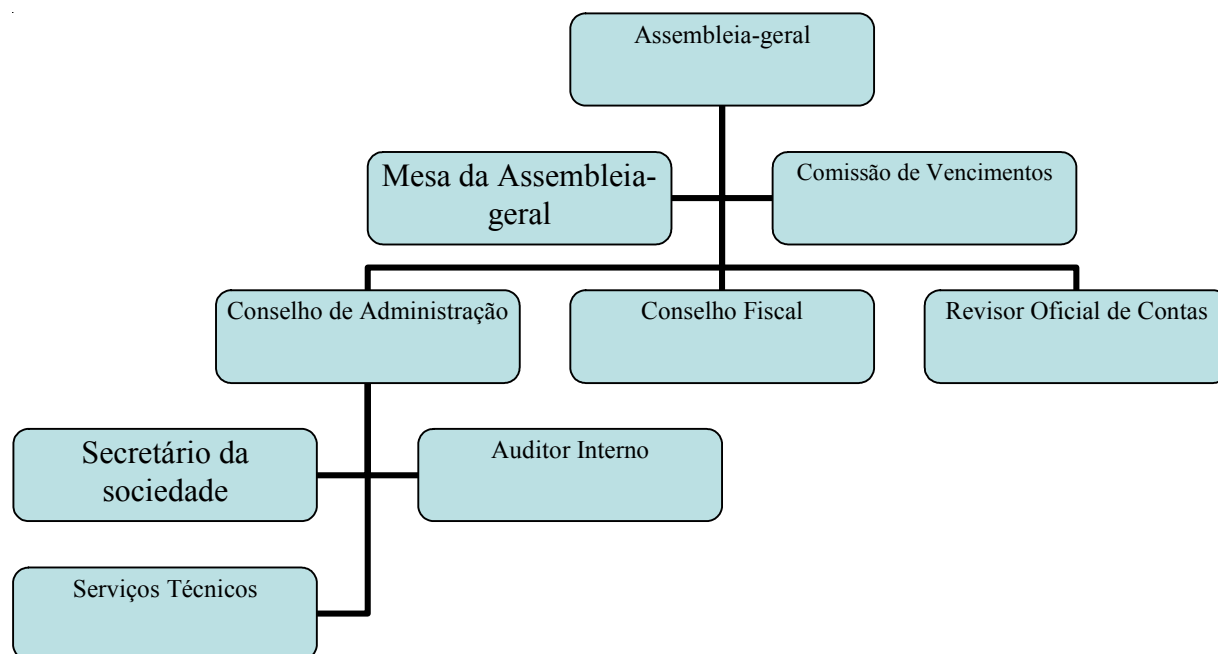 Assembleia-geral
Mesa da Assembleia-
geral
Comissão de Vencimentos
Conselho de Administração
Conselho Fiscal
Revisor Oficial de Contas
Secretário da
sociedade
Auditor Interno
Serviços Técnicos